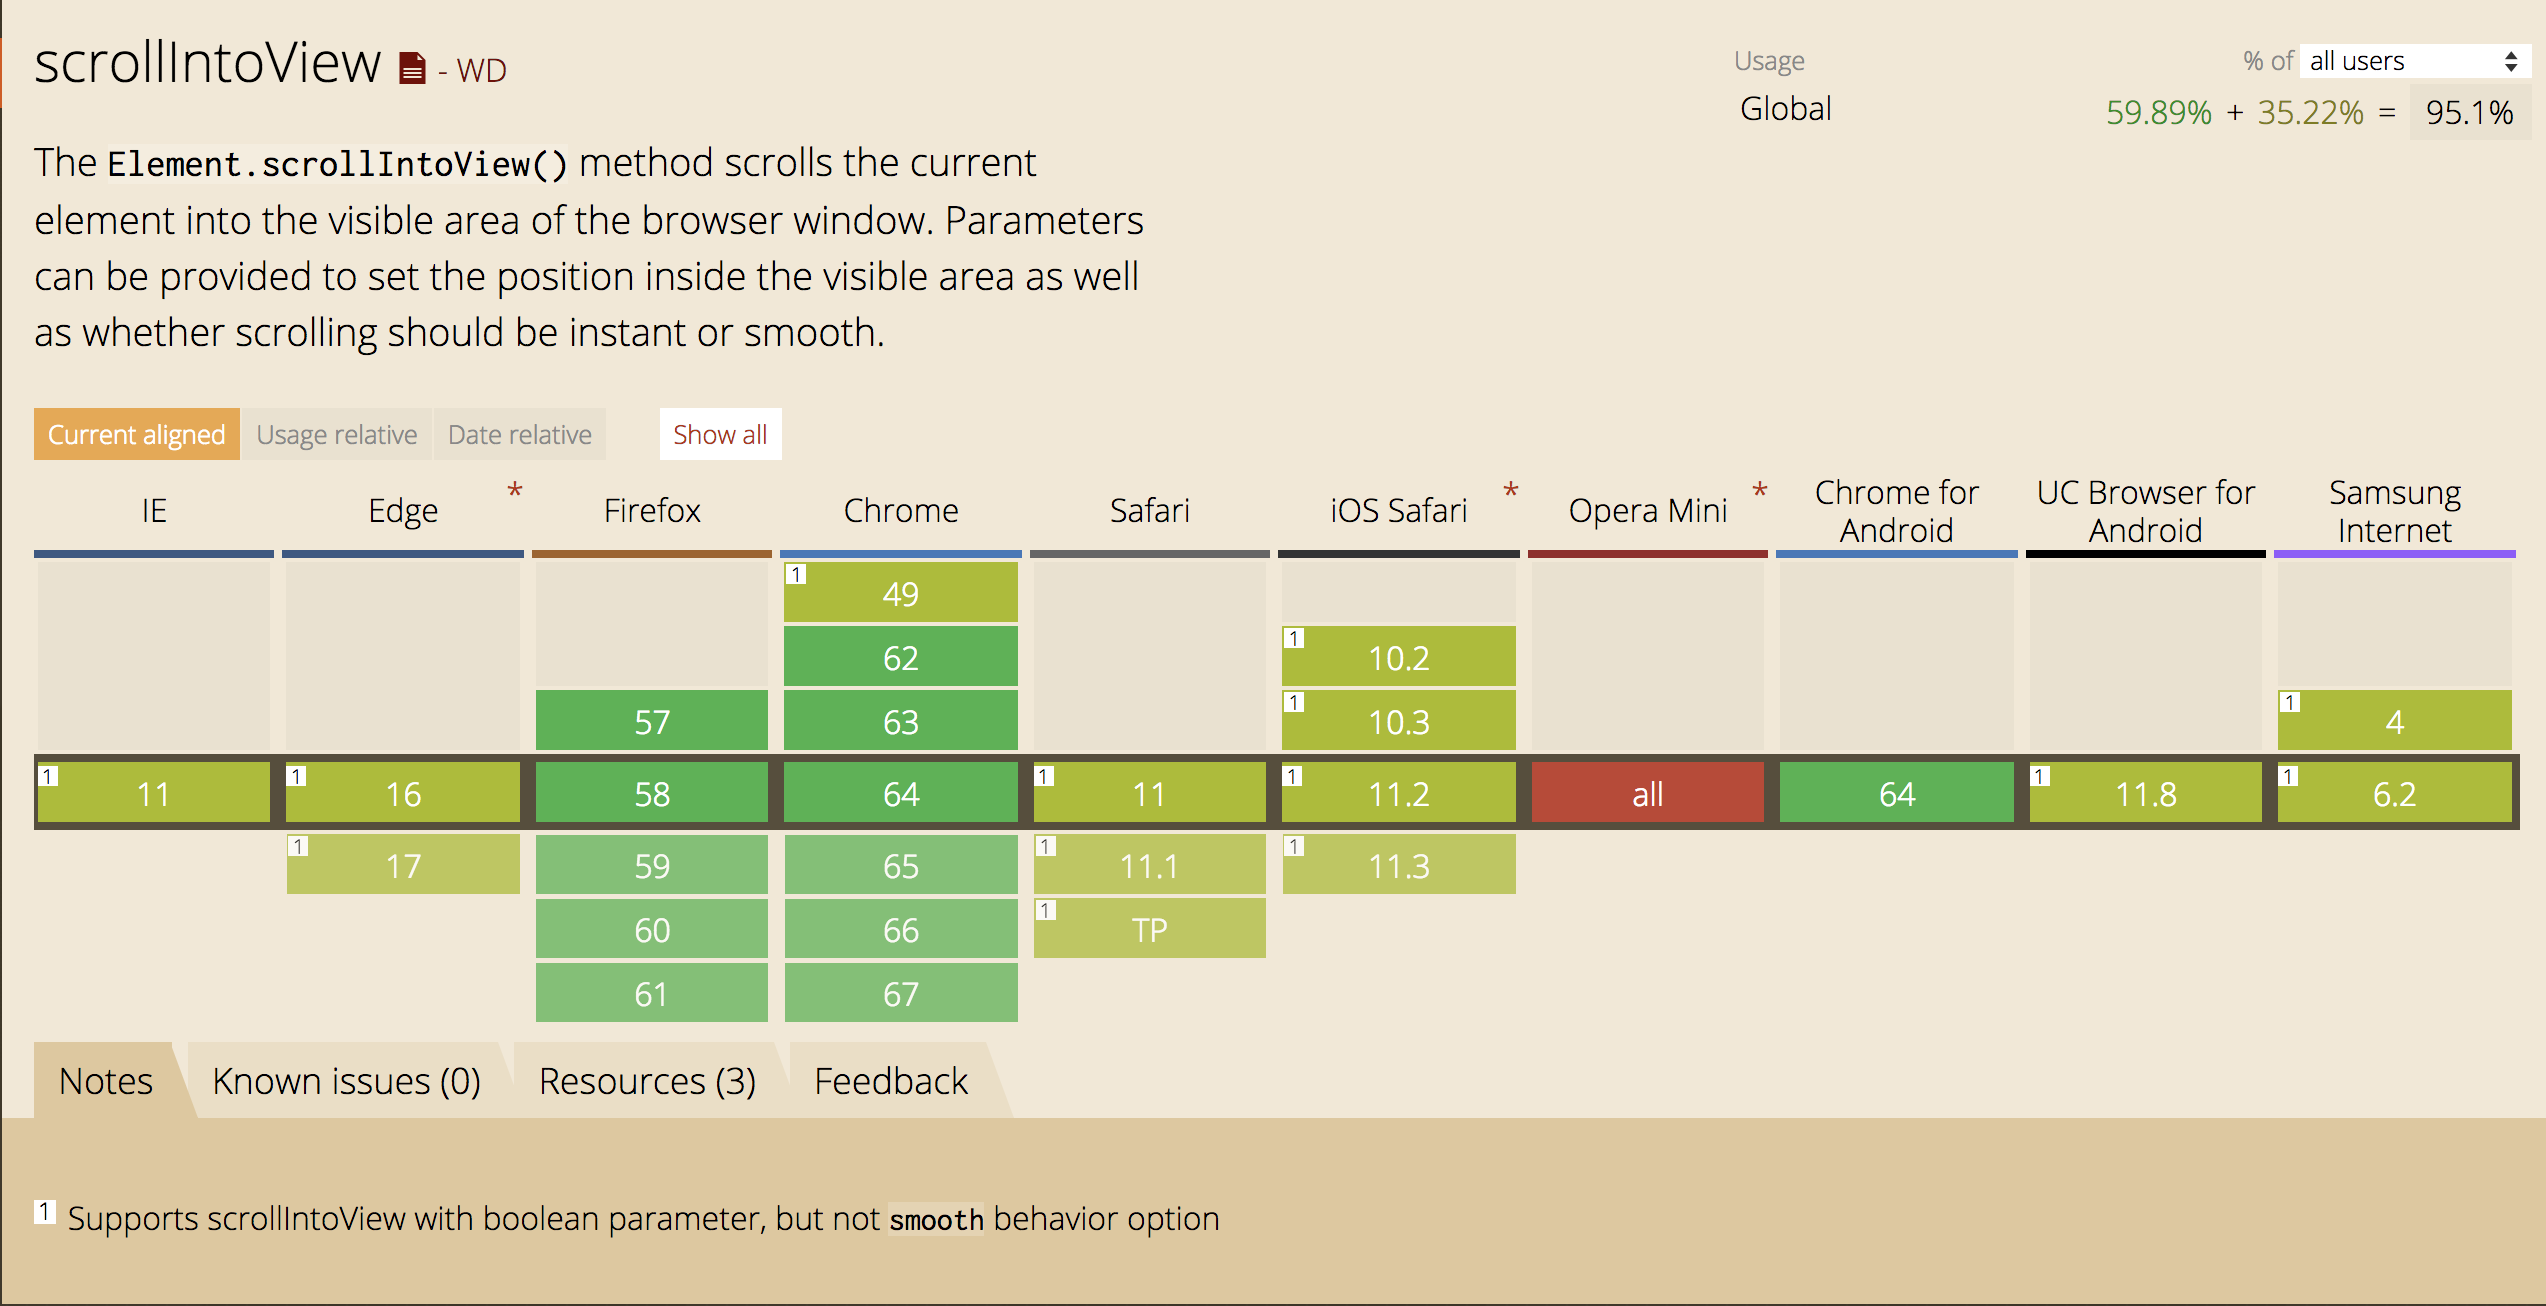 scrollIntoView - WD
Usage % of all users
Global 59.89% + 35.22% = 95.1%
The Element.scrollIntoView() method scrolls the current
element into the visible area of the browser window. Parameters
can be provided to set the position inside the visible area as well
as whether scrolling should be instant or smooth.
Current aligned Usage relative Date relative Show all
IE Edge * Firefox Chrome Safari iOS Safari * Opera Mini * Chrome for Android UC Browser for Android Samsung Internet
1 49
62 1 10.2
57 63 1 10.3 1 4
1 11 1 16 58 64 1 11 1 11.2 all 64 1 11.8 1 6.2
1 17 59 65 1 11.1 1 11.3
60 66 1 TP
61 67
Notes Known issues (0) Resources (3) Feedback
1 Supports scrollIntoView with boolean parameter, but not smooth behavior option